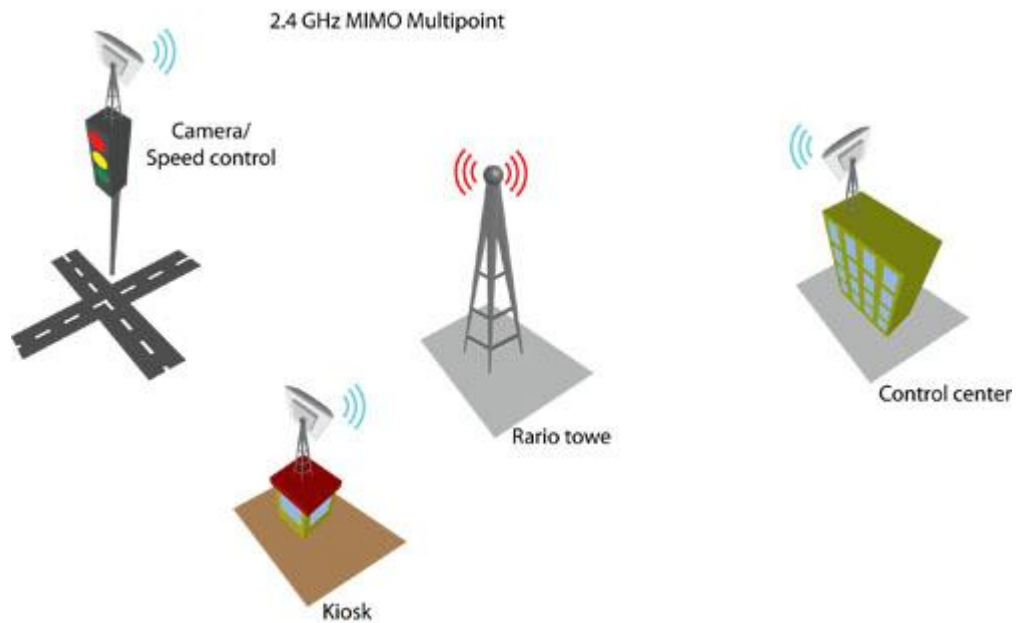 2.4 GHz MIMO Multipoint
Camera/
Speed control
Rario towe
Control center
Kiosk